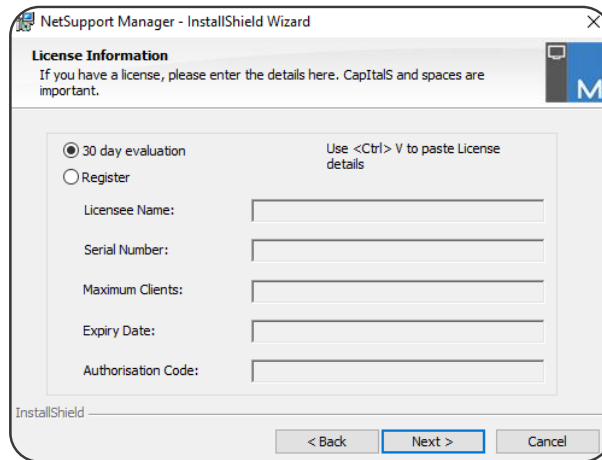 NetSupport Manager - InstallShield Wizard
License Information
If you have a license, please enter the details here. CapItalS and spaces are
important.
M
30 day evaluation
Use <Ctrl> V to paste License
details
Register
Licensee Name:
Serial Number:
Maximum Clients:
Expiry Date:
Authorisation Code:
InstallShield
< Back
Next >
Cancel